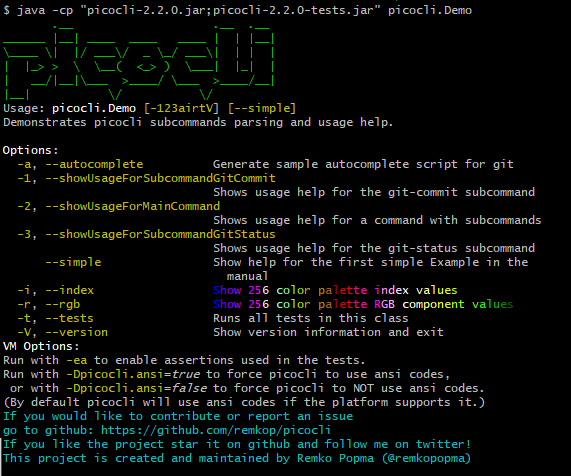 $ java -cp "picocli-2.2.0.jar;picocli-2.2.0-tests.jar" picocli.Demo
picocli
Usage: picocli.Demo [-123airtV] [--simple]
Demonstrates picocli subcommands parsing and usage help.
Options:
-a, --autocomplete Generate sample autocomplete script for git
-1, --showUsageForSubcommandGitCommit
Shows usage help for the git-commit subcommand
-2, --showUsageForMainCommand
Shows usage help for a command with subcommands
-3, --showUsageForSubcommandGitStatus
Shows usage help for the git-status subcommand
--simple Show help for the first simple Example in the
manual
-i, --index Show 256 color palette index values
-r, --rgb Show 256 color palette RGB component values
-t, --tests Runs all tests in this class
-V, --version Show version information and exit
VM Options:
Run with -ea to enable assertions used in the tests.
Run with -Dpicocli.ansi=true to force picocli to use ansi codes,
or with -Dpicocli.ansi=false to force picocli to NOT use ansi codes.
(By default picocli will use ansi codes if the platform supports it.)
If you would like to contribute or report an issue
go to github: https://github.com/remkop/picocli
If you like the project star it on github and follow me on twitter!
This project is created and maintained by Remko Popma (@remkopopma)